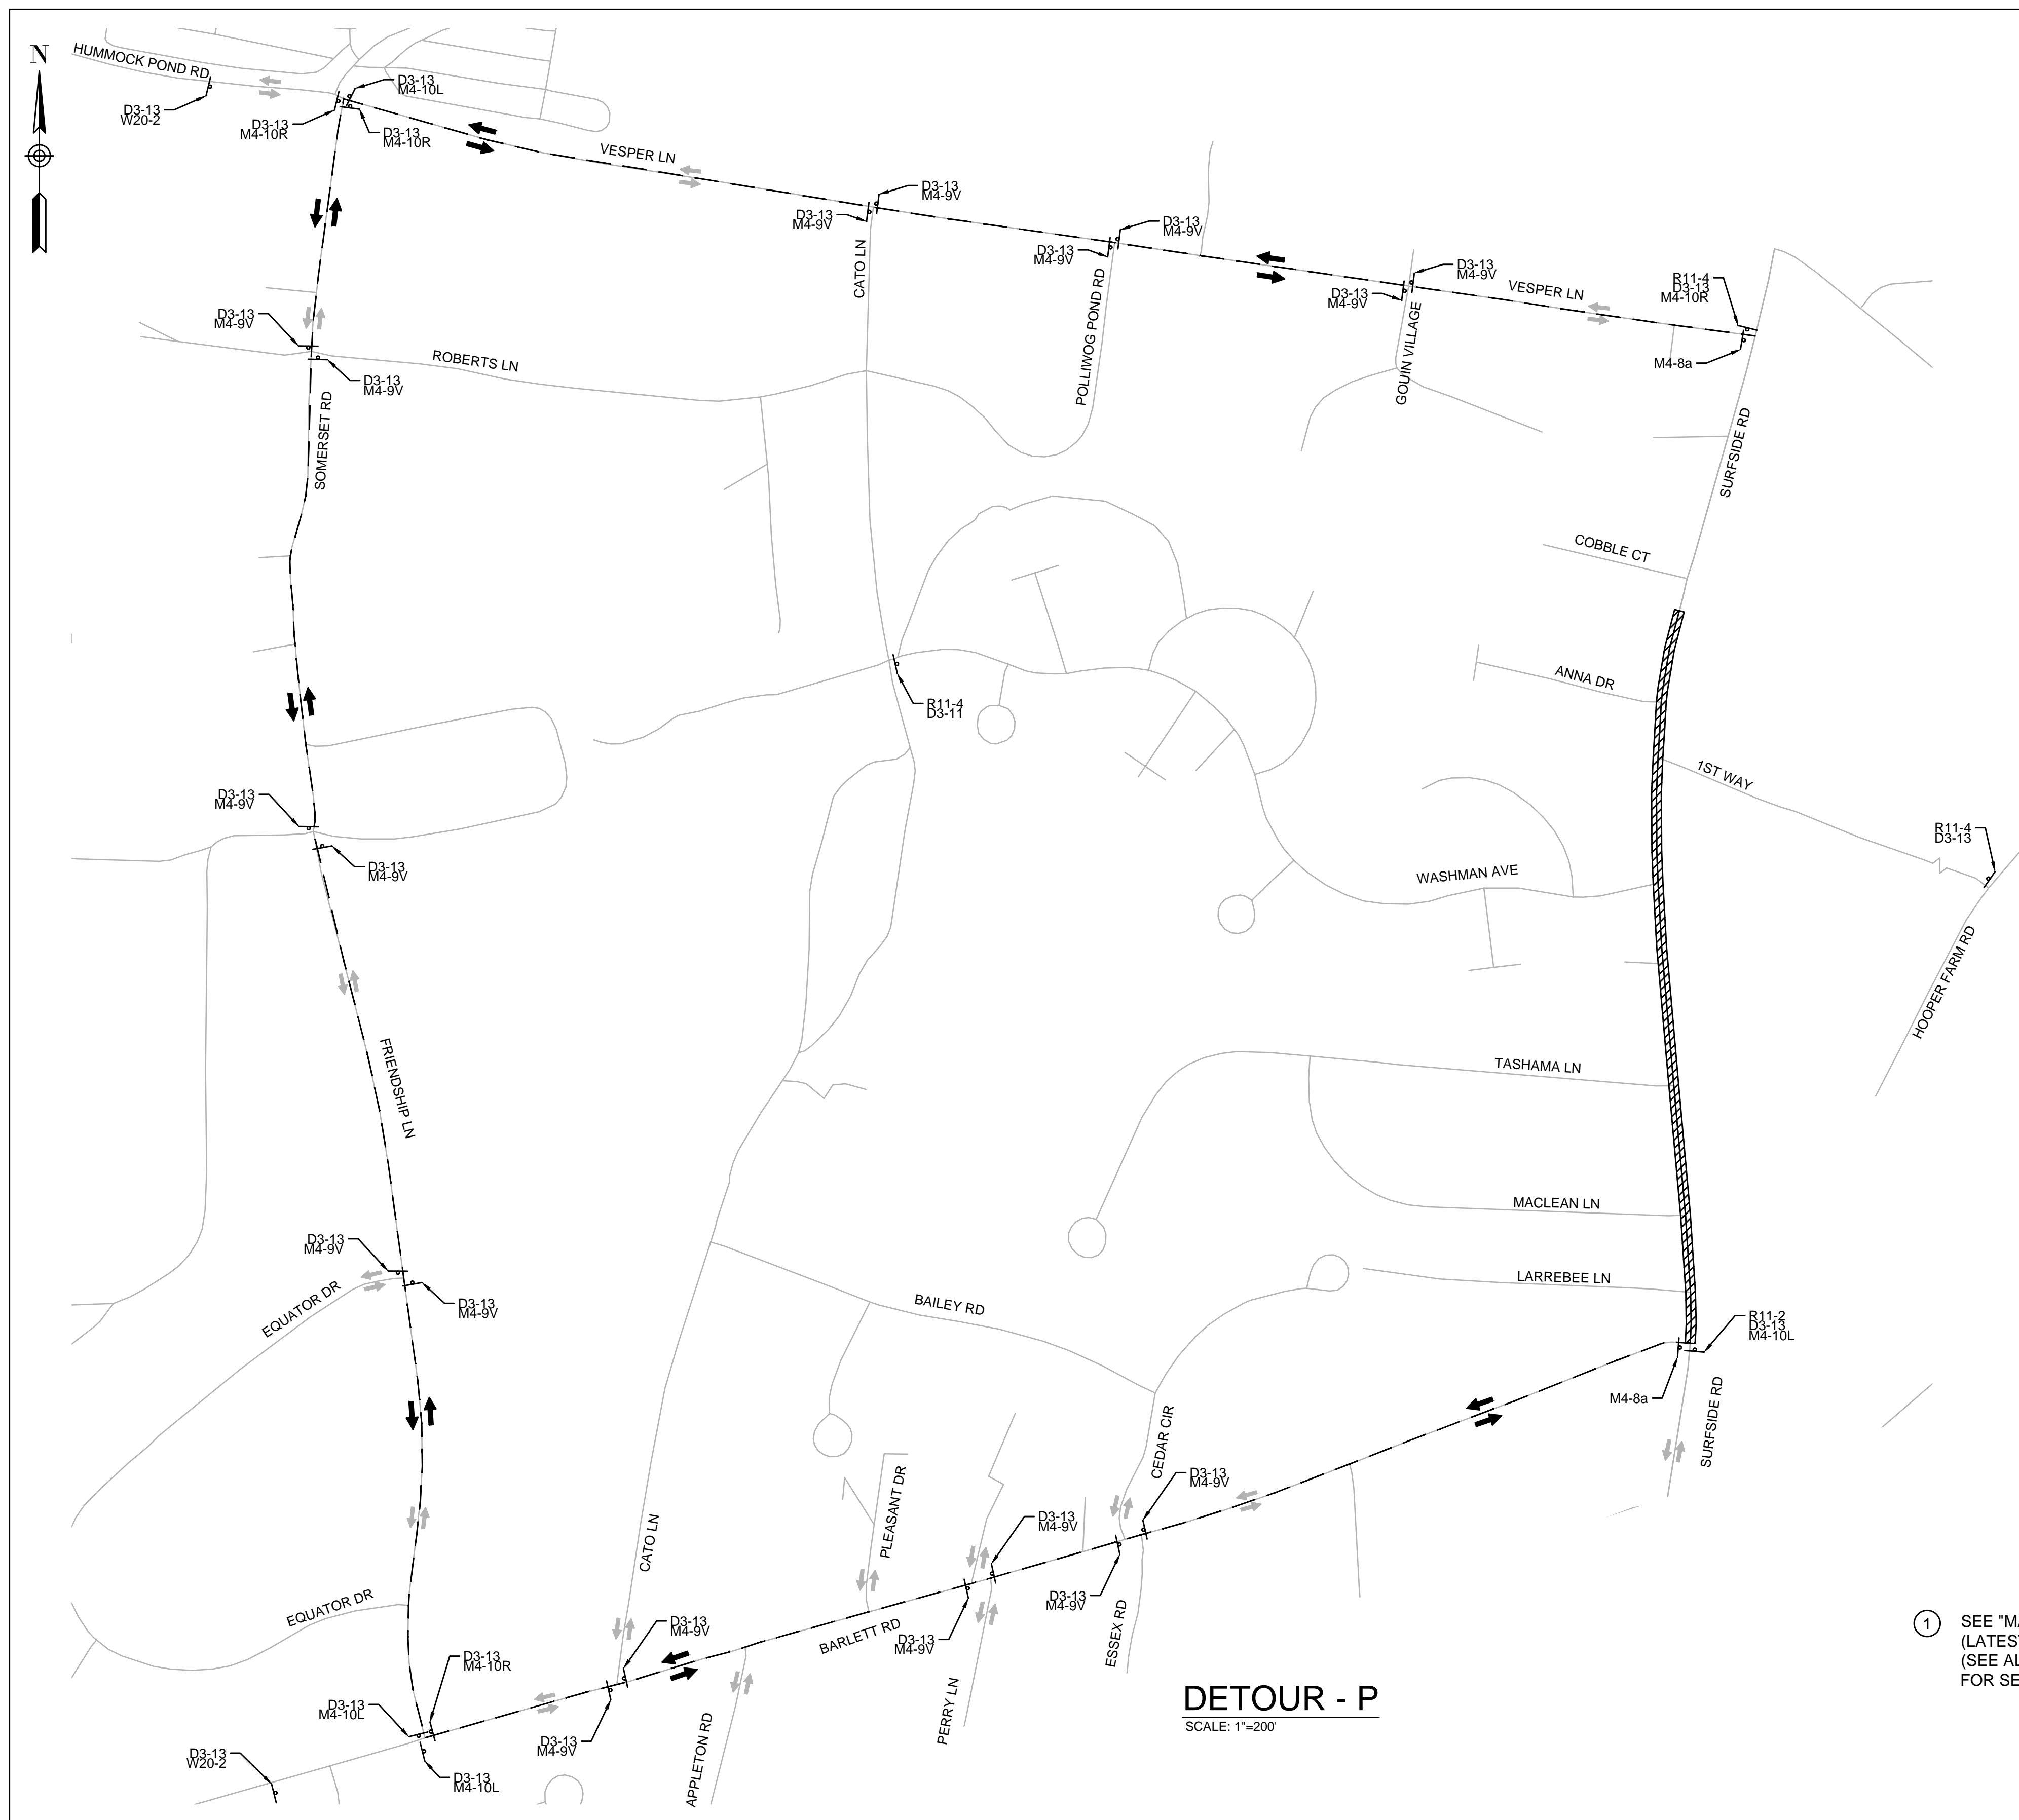 N
HUMMOCK POND RD
D3-13
W20-2
D3-13
M4-10L
D3-13
M4-10R
D3-13
M4-10R
VESPER LN
D3-13
M4-9V
D3-13
M4-9V
CATO LN
D3-13
M4-9V
D3-13
M4-9V
POLLIWOG POND RD
D3-13
M4-9V
D3-13
M4-9V
GOUIN VILLAGE
VESPER LN
R11-4
D3-13
M4-10R
M4-8a
D3-13
M4-9V
D3-13
M4-9V
ROBERTS LN
SOMERSET RD
SURFSIDE RD
COBBLE CT
ANNA DR
R11-4
D3-11
1ST WAY
R11-4
D3-13
D3-13
M4-9V
D3-13
M4-9V
WASHMAN AVE
HOOPER FARM RD
FRIENDSHIP LN
TASHAMA LN
MACLEAN LN
D3-13
M4-9V
D3-13
M4-9V
EQUATOR DR
LARREBEE LN
BAILEY RD
R11-2
D3-13
M4-10L
M4-8a
SURFSIDE RD
CEDAR CIR
D3-13
M4-9V
PLEASANT DR
D3-13
M4-9V
CATO LN
D3-13
M4-9V
ESSEX RD
EQUATOR DR
D3-13
M4-9V
BARLETT RD
D3-13
M4-9V
D3-13
M4-10R
D3-13
M4-10L
D3-13
M4-9V
D3-13
W20-2
D3-13
M4-10L
APPLETON RD
PERRY LN
DETOUR - P
SCALE: 1"=200'
1
SEE "MA
(LATEST
(SEE AL
FOR SE